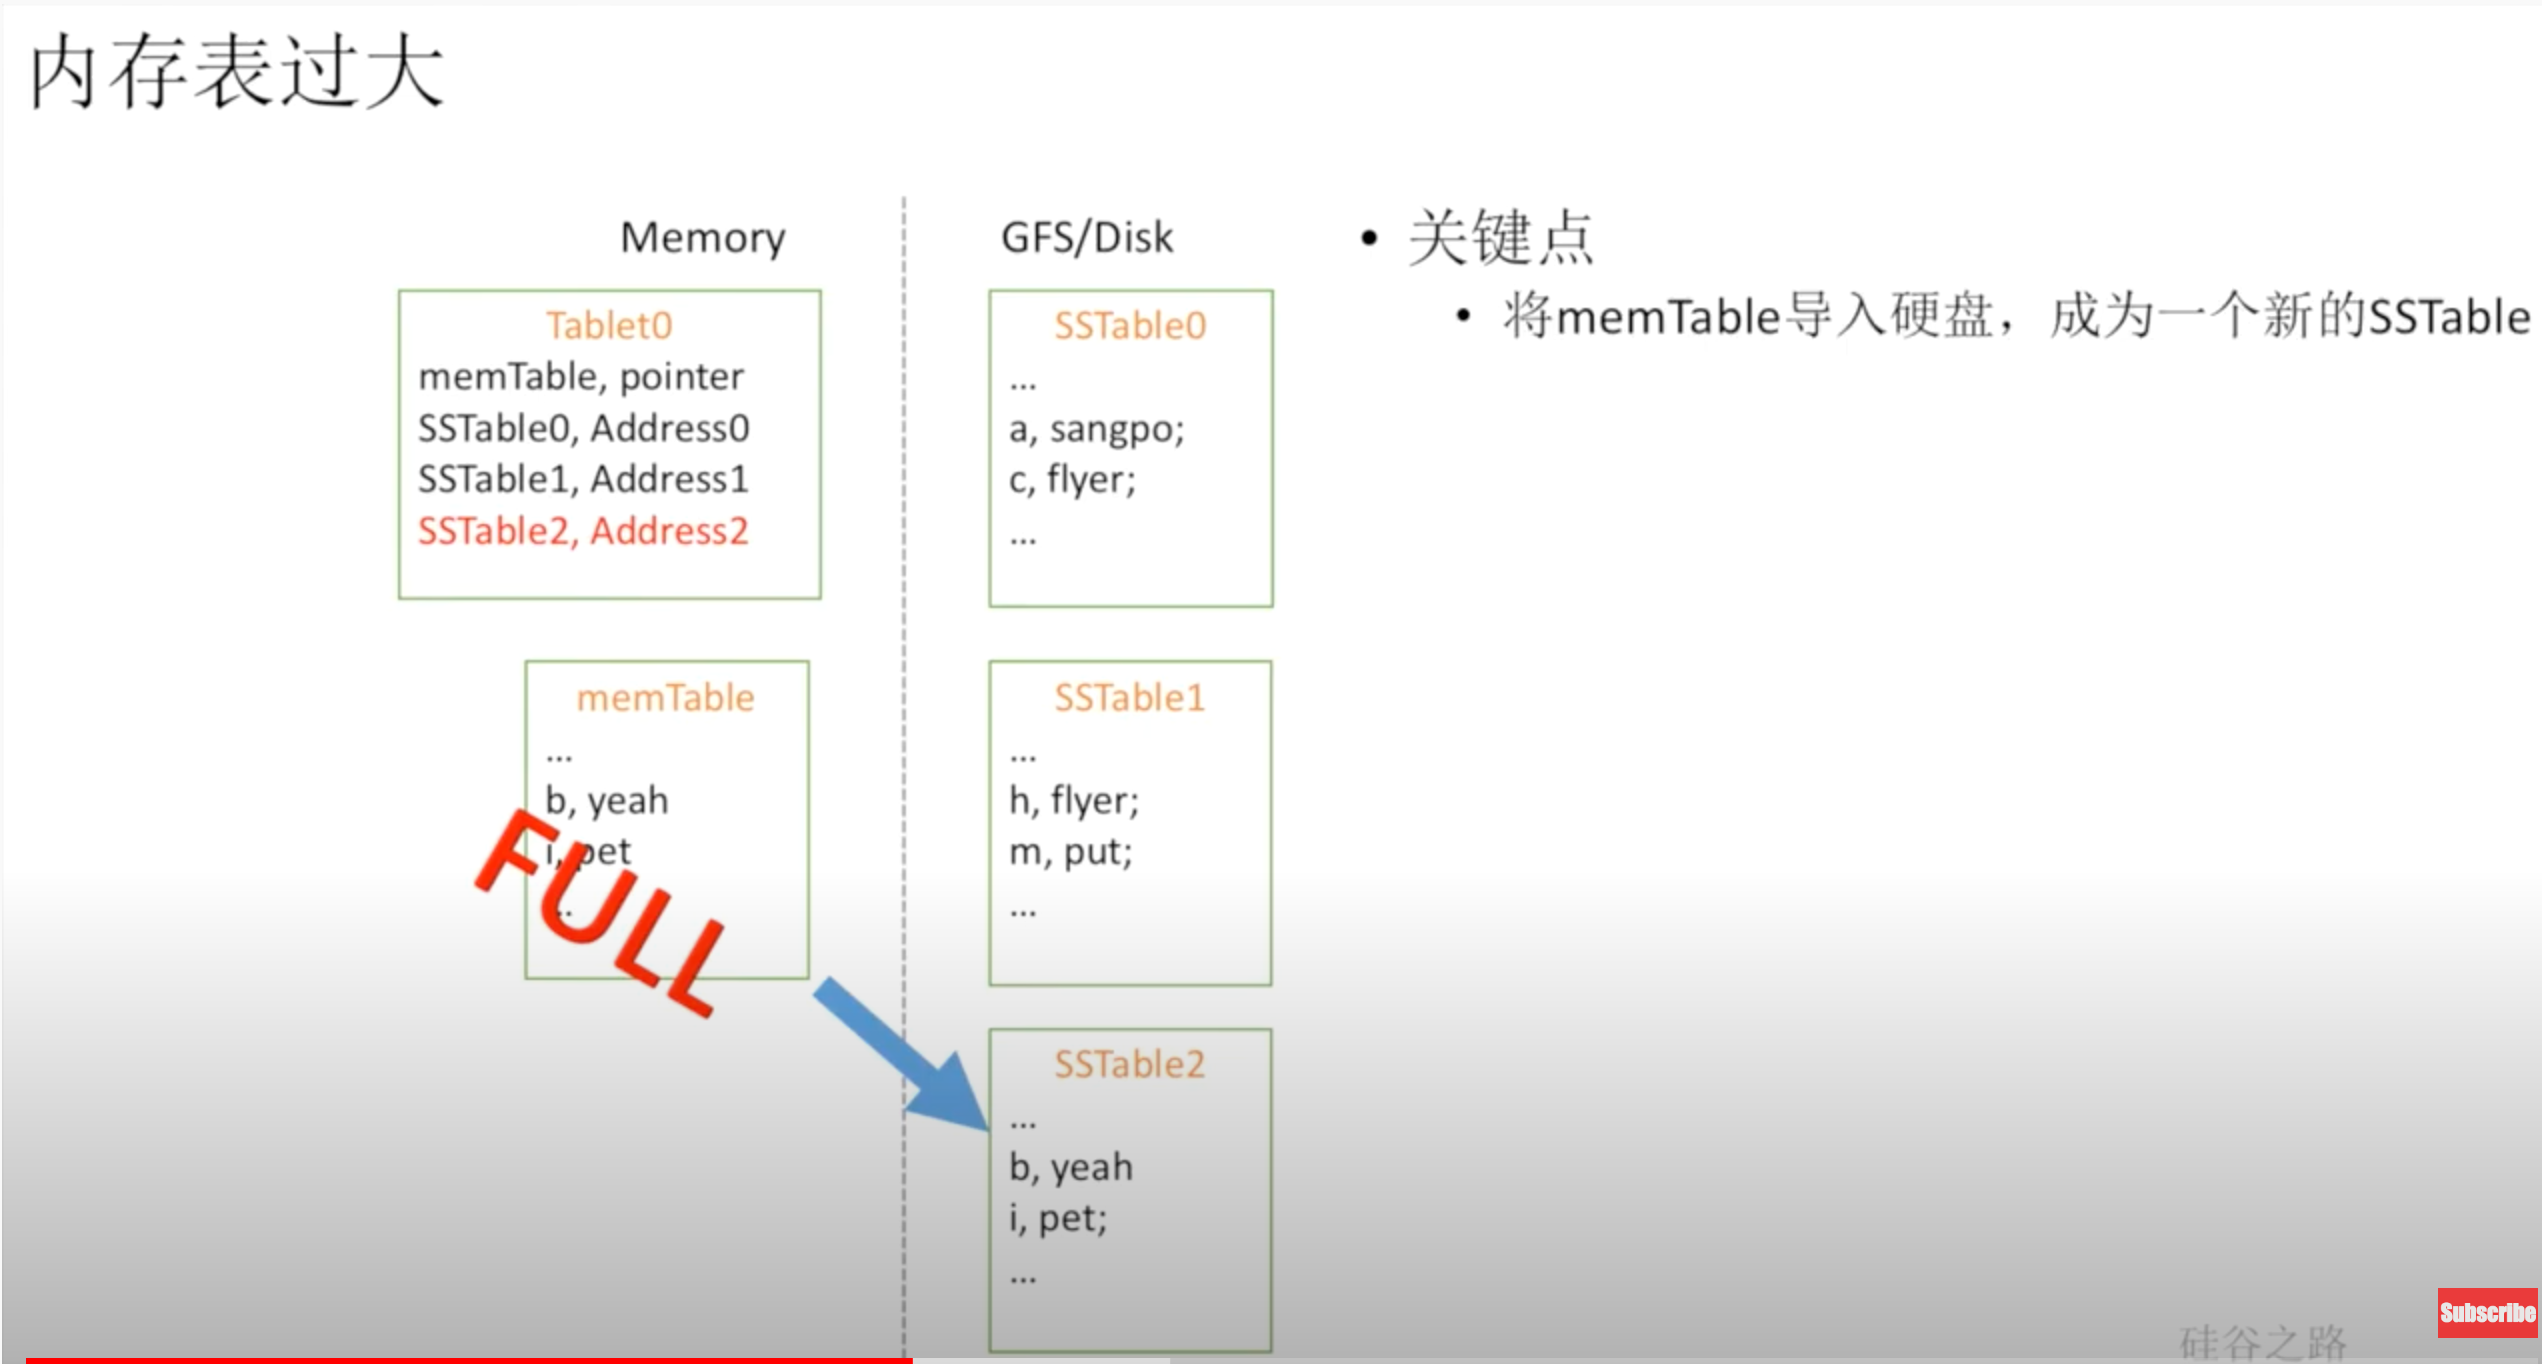 内存表过大
Memory
GFS/Disk
• 关键点
• 将memTable导入硬盘，成为一个新的SSTable
Tablet0
memTable, pointer
SSTable0, Address0
SSTable1, Address1
SSTable2, Address2
SSTable0
...
a, sangpo;
c, flyer;
...
memTable
...
b, yeah
i, pet
...
FULL
SSTable1
...
h, flyer;
m, put;
...
SSTable2
...
b, yeah
i, pet;
...
Subscribe
硅谷之路